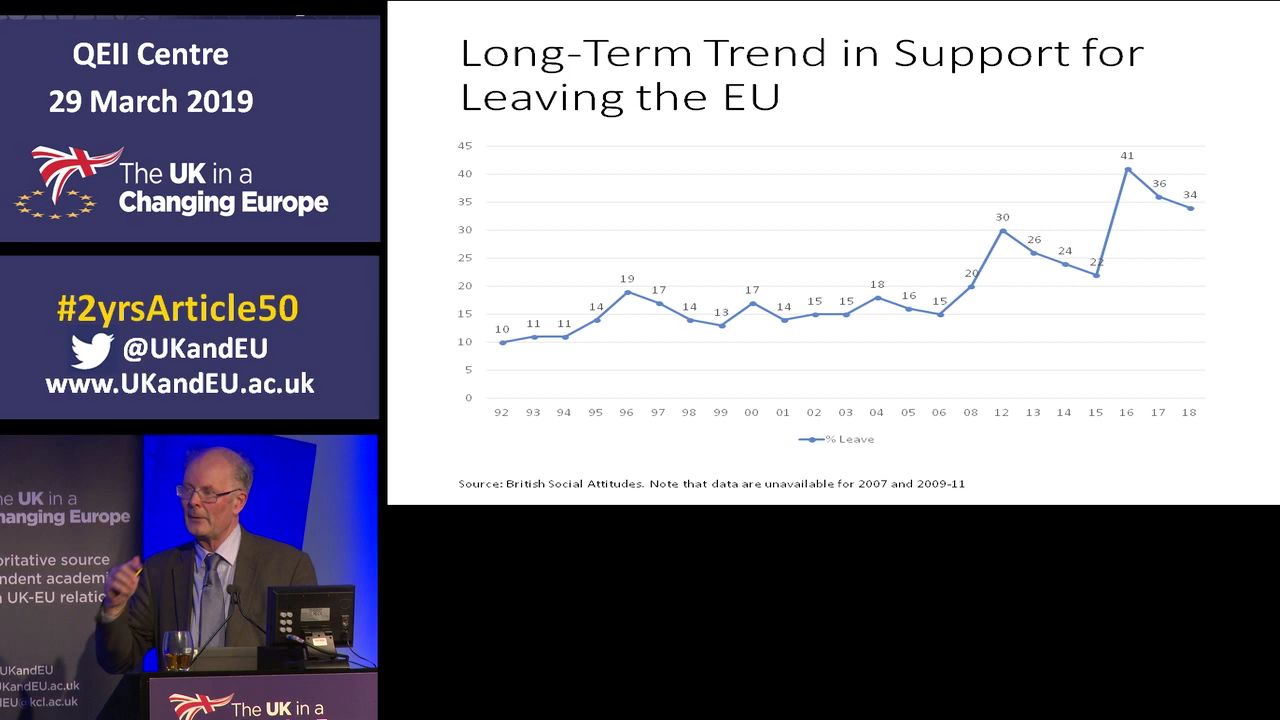 QEII Centre
29 March 2019
The UK in a
Changing Europe
#2yrsArticle50
@UKandEU
www.UKandEU.ac.uk
Long-Term Trend in Support for
Leaving the EU
45
40
35
30
25
20
15
10
5
0
10 11 11 14 19 17 14 13 17 14 15 15 18 16 15 20 30 26 24 22 41 36 34
92 93 94 95 96 97 98 99 00 01 02 03 04 05 06 08 12 13 14 15 16 17 18
% Leave
Source: British Social Attitudes. Note that data are unavailable for 2007 and 2009-11
he UK in a
hanging Europe
oritative source
ndent academi
UK-EU relatio
UKandEU
UKandEU.ac.uk
kcl.ac.uk
The UK in a